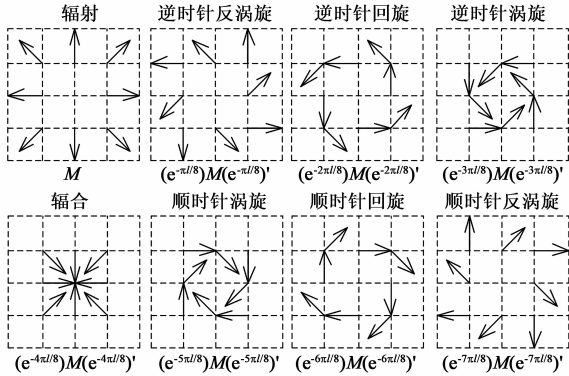 辐射 逆时针反涡旋 逆时针回旋 逆时针涡旋
M (e-πI/8)M(e-πI/8)' (e-2πI/8)M(e-2πI/8)' (e-3πI/8)M(e-3πI/8)'
辐合 顺时针涡旋 顺时针回旋 顺时针反涡旋
(e-4πI/8)M(e-4πI/8)' (e-5πI/8)M(e-5πI/8)' (e-6πI/8)M(e-6πI/8)' (e-7πI/8)M(e-7πI/8)'